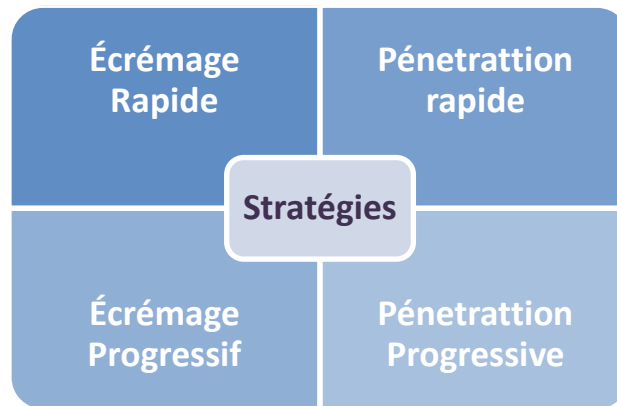 Écrémage
Rapide
Pénetrattion
rapide
Stratégies
Écrémage
Progressif
Pénetrattion
Progressive